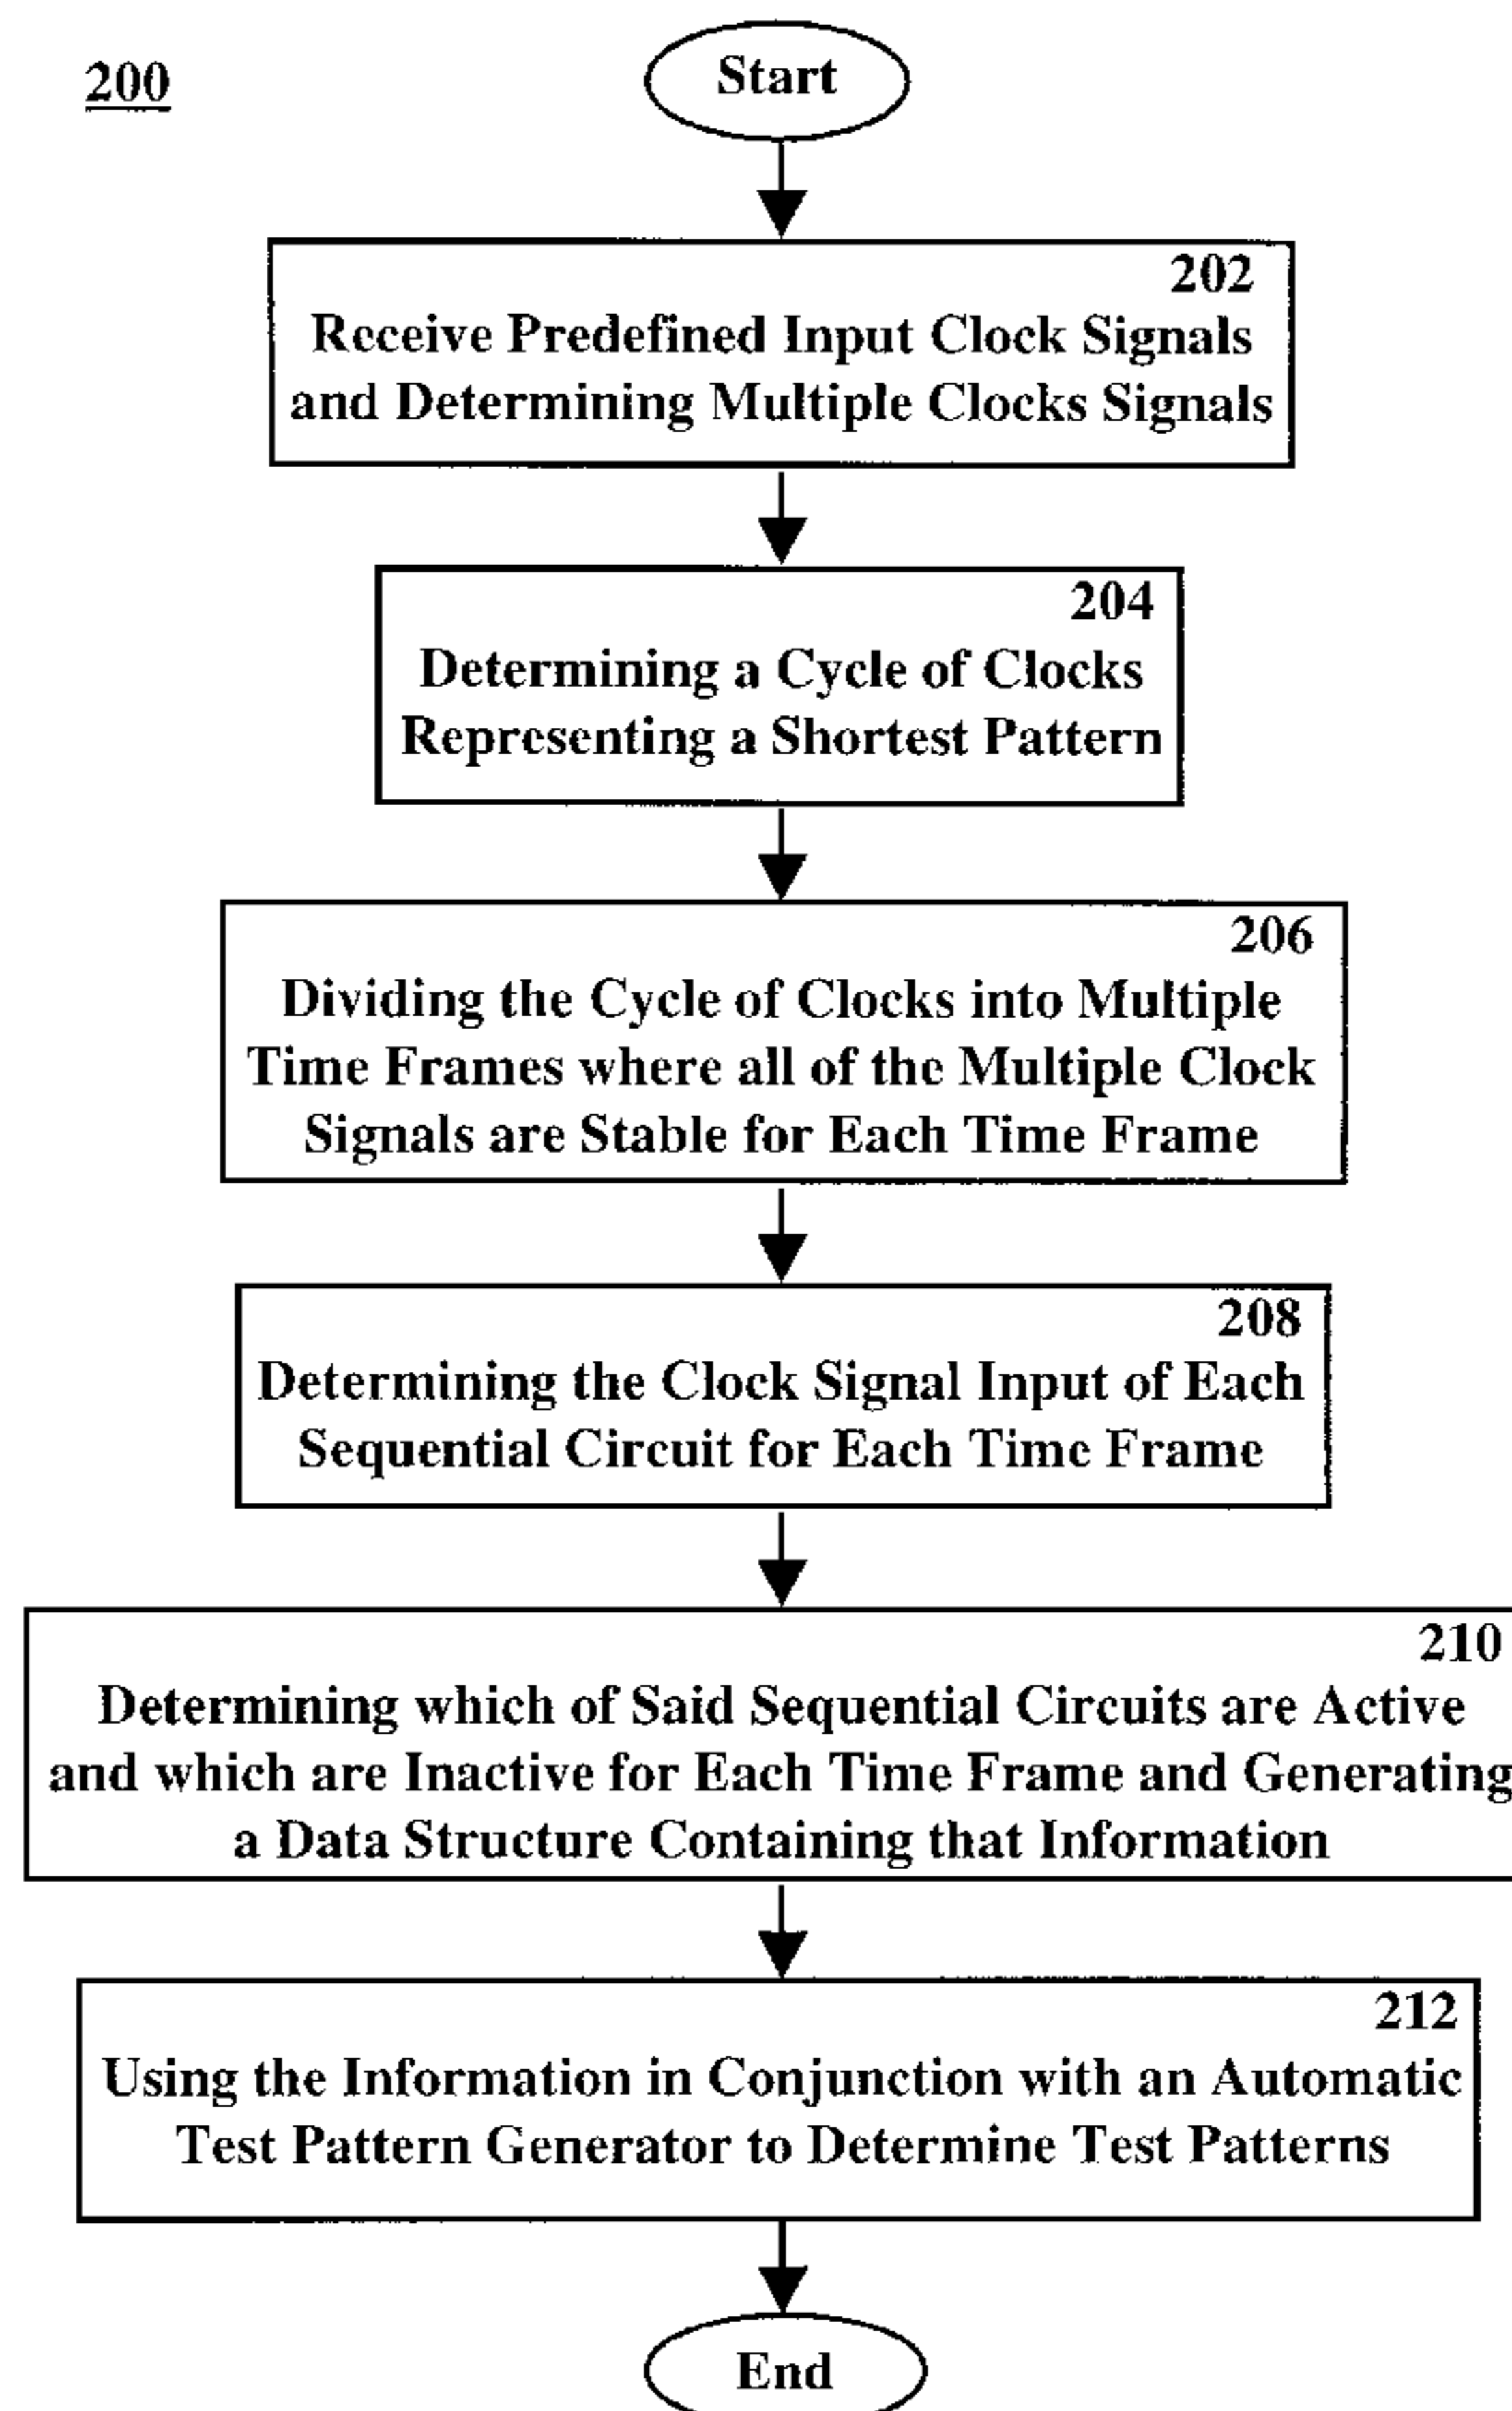 200
Start
202
Receive Predefined Input Clock Signals
and Determining Multiple Clocks Signals
204
Determining a Cycle of Clocks
Representing a Shortest Pattern
206
Dividing the Cycle of Clocks into Multiple
Time Frames where all of the Multiple Clock
Signals are Stable for Each Time Frame
208
Determining the Clock Signal Input of Each
Sequential Circuit for Each Time Frame
210
Determining which of Said Sequential Circuits are Active
and which are Inactive for Each Time Frame and Generating
a Data Structure Containing that Information
212
Using the Information in Conjunction with an Automatic
Test Pattern Generator to Determine Test Patterns
End